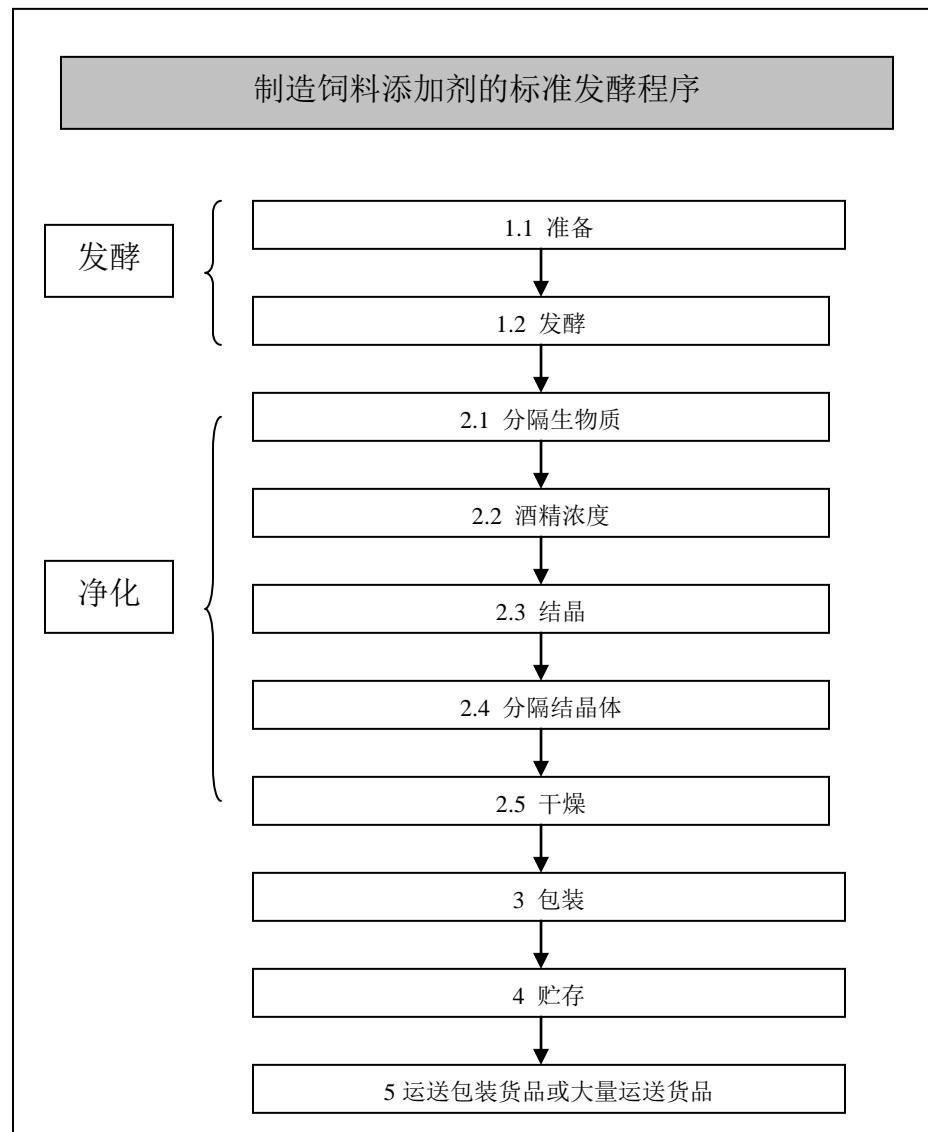 制造饲料添加剂的标准发酵程序
发酵
1.1 准备
1.2 发酵
净化
2.1 分隔生物质
2.2 酒精浓度
2.3 结晶
2.4 分隔结晶体
2.5 干燥
3 包装
4 贮存
5 运送包装货品或大量运送货品